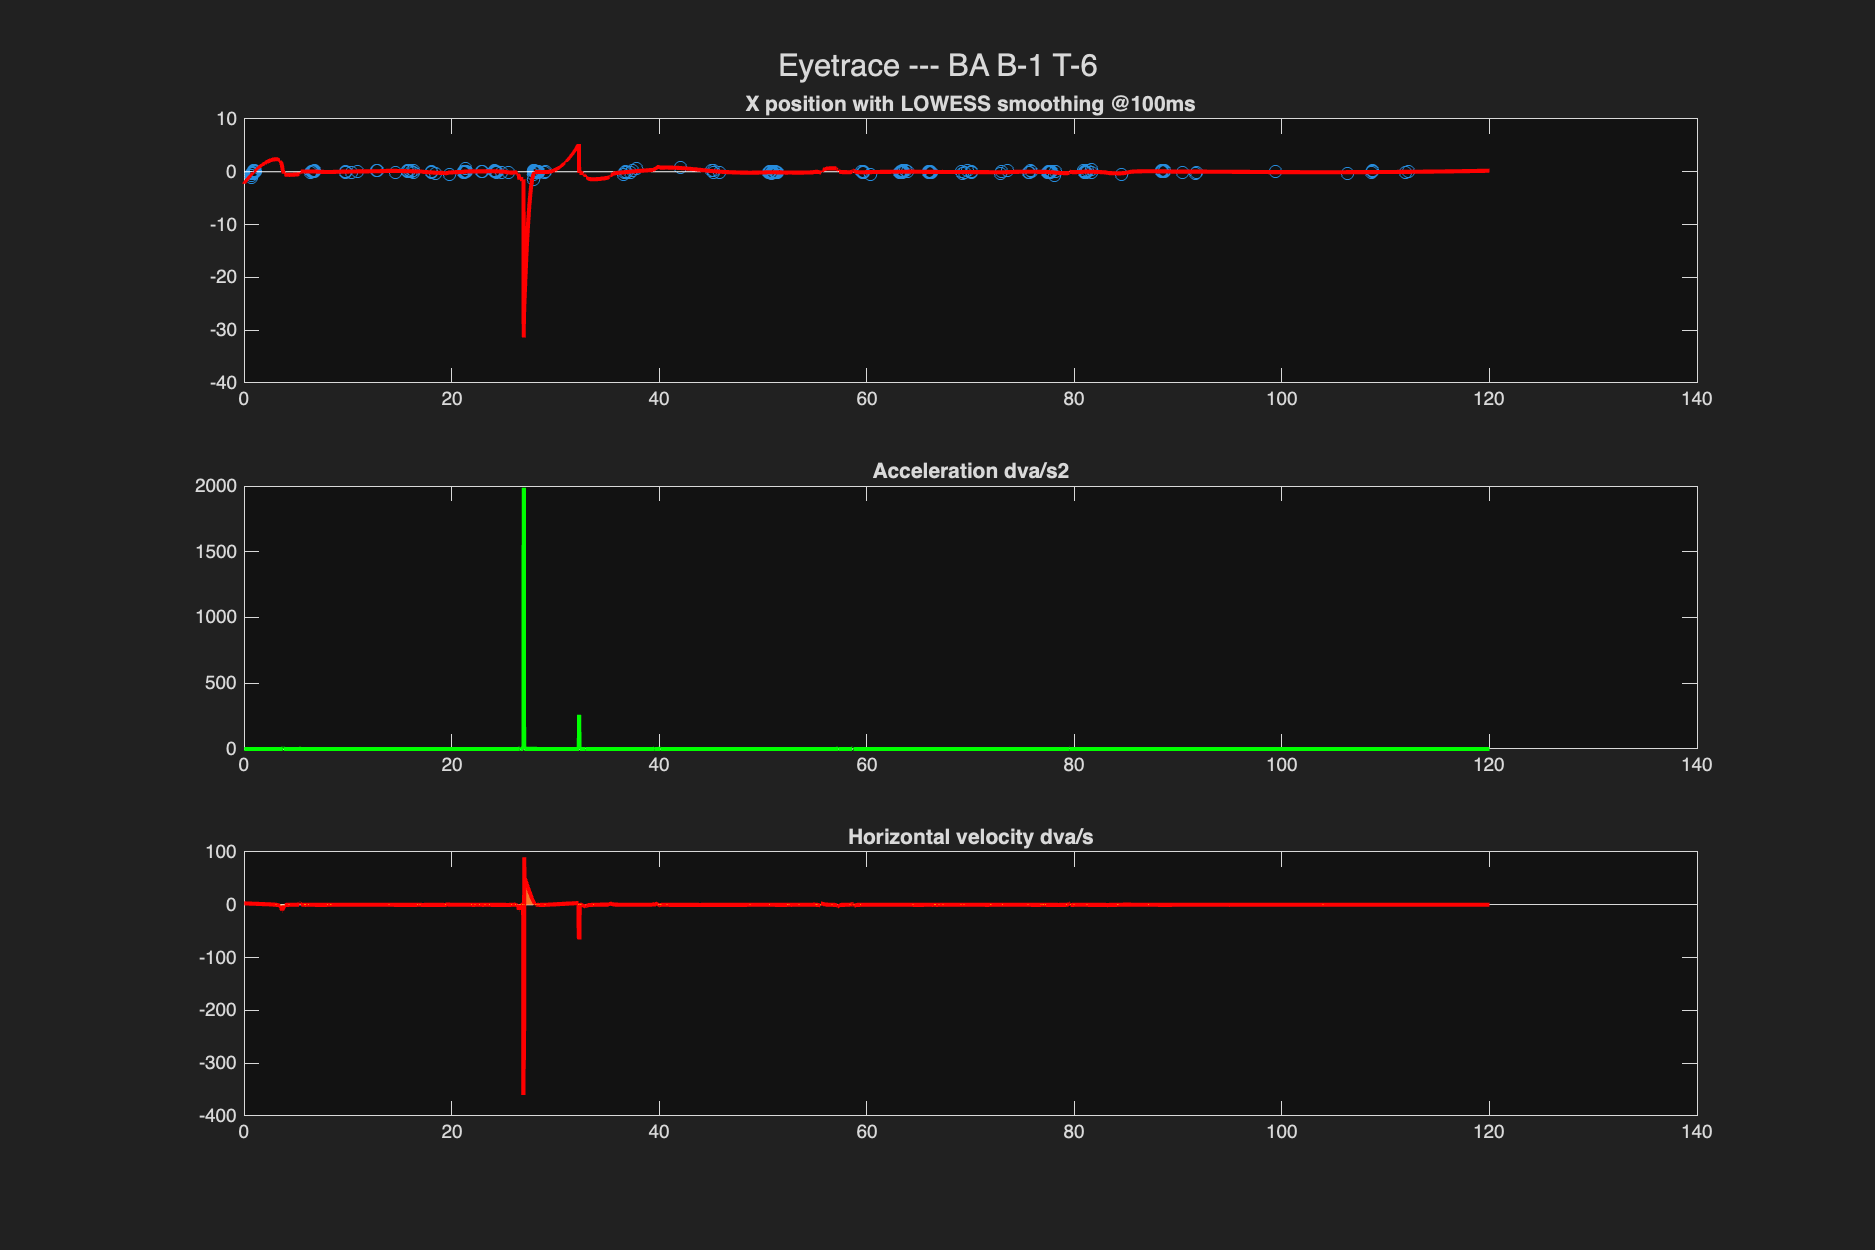 Eyetrace --- BA B-1 T-6
X position with LOWESS smoothing @100ms
10
0
-10
-20
-30
-40
0 20 40 60 80 100 120 140
Acceleration dva/s2
2000
1500
1000
500
0
0 20 40 60 80 100 120 140
Horizontal velocity dva/s
100
0
-100
-200
-300
-400
0 20 40 60 80 100 120 140